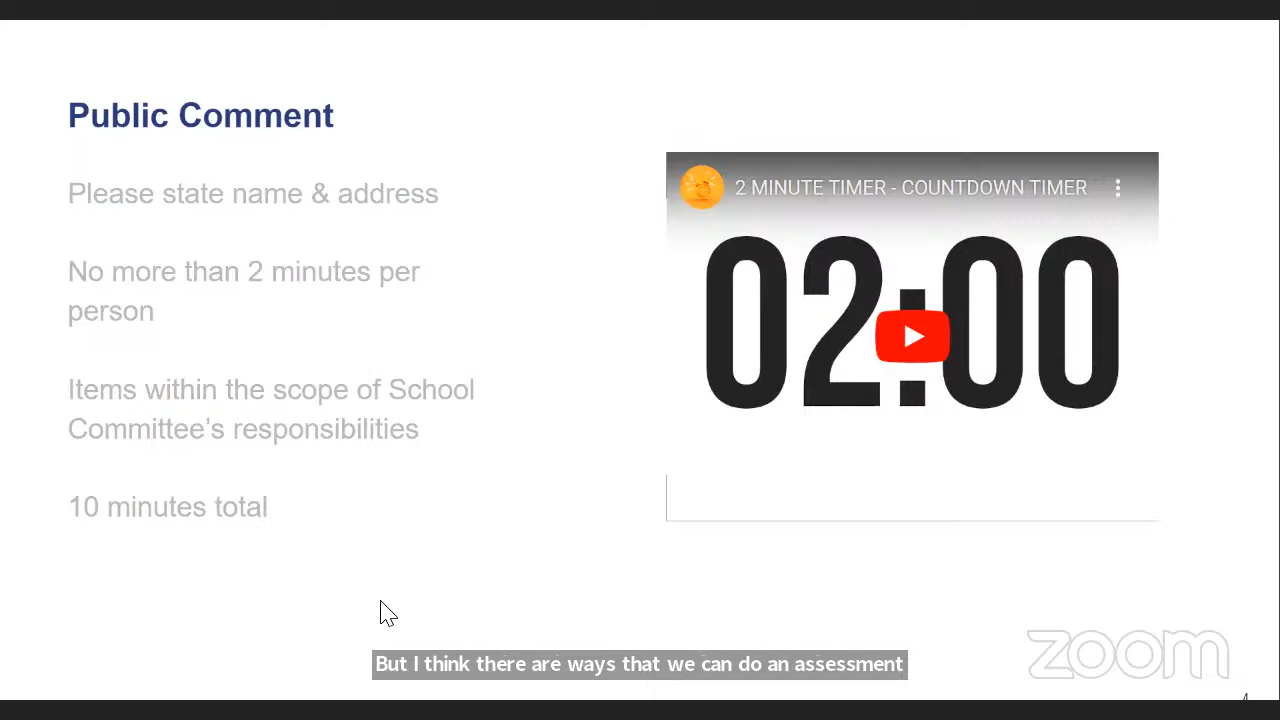 Public Comment
Please state name & address
No more than 2 minutes per
person
Items within the scope of School
Committee’s responsibilities
10 minutes total
2 MINUTE TIMER - COUNTDOWN TIMER
02:00
But I think there are ways that we can do an assessment
zoom
4